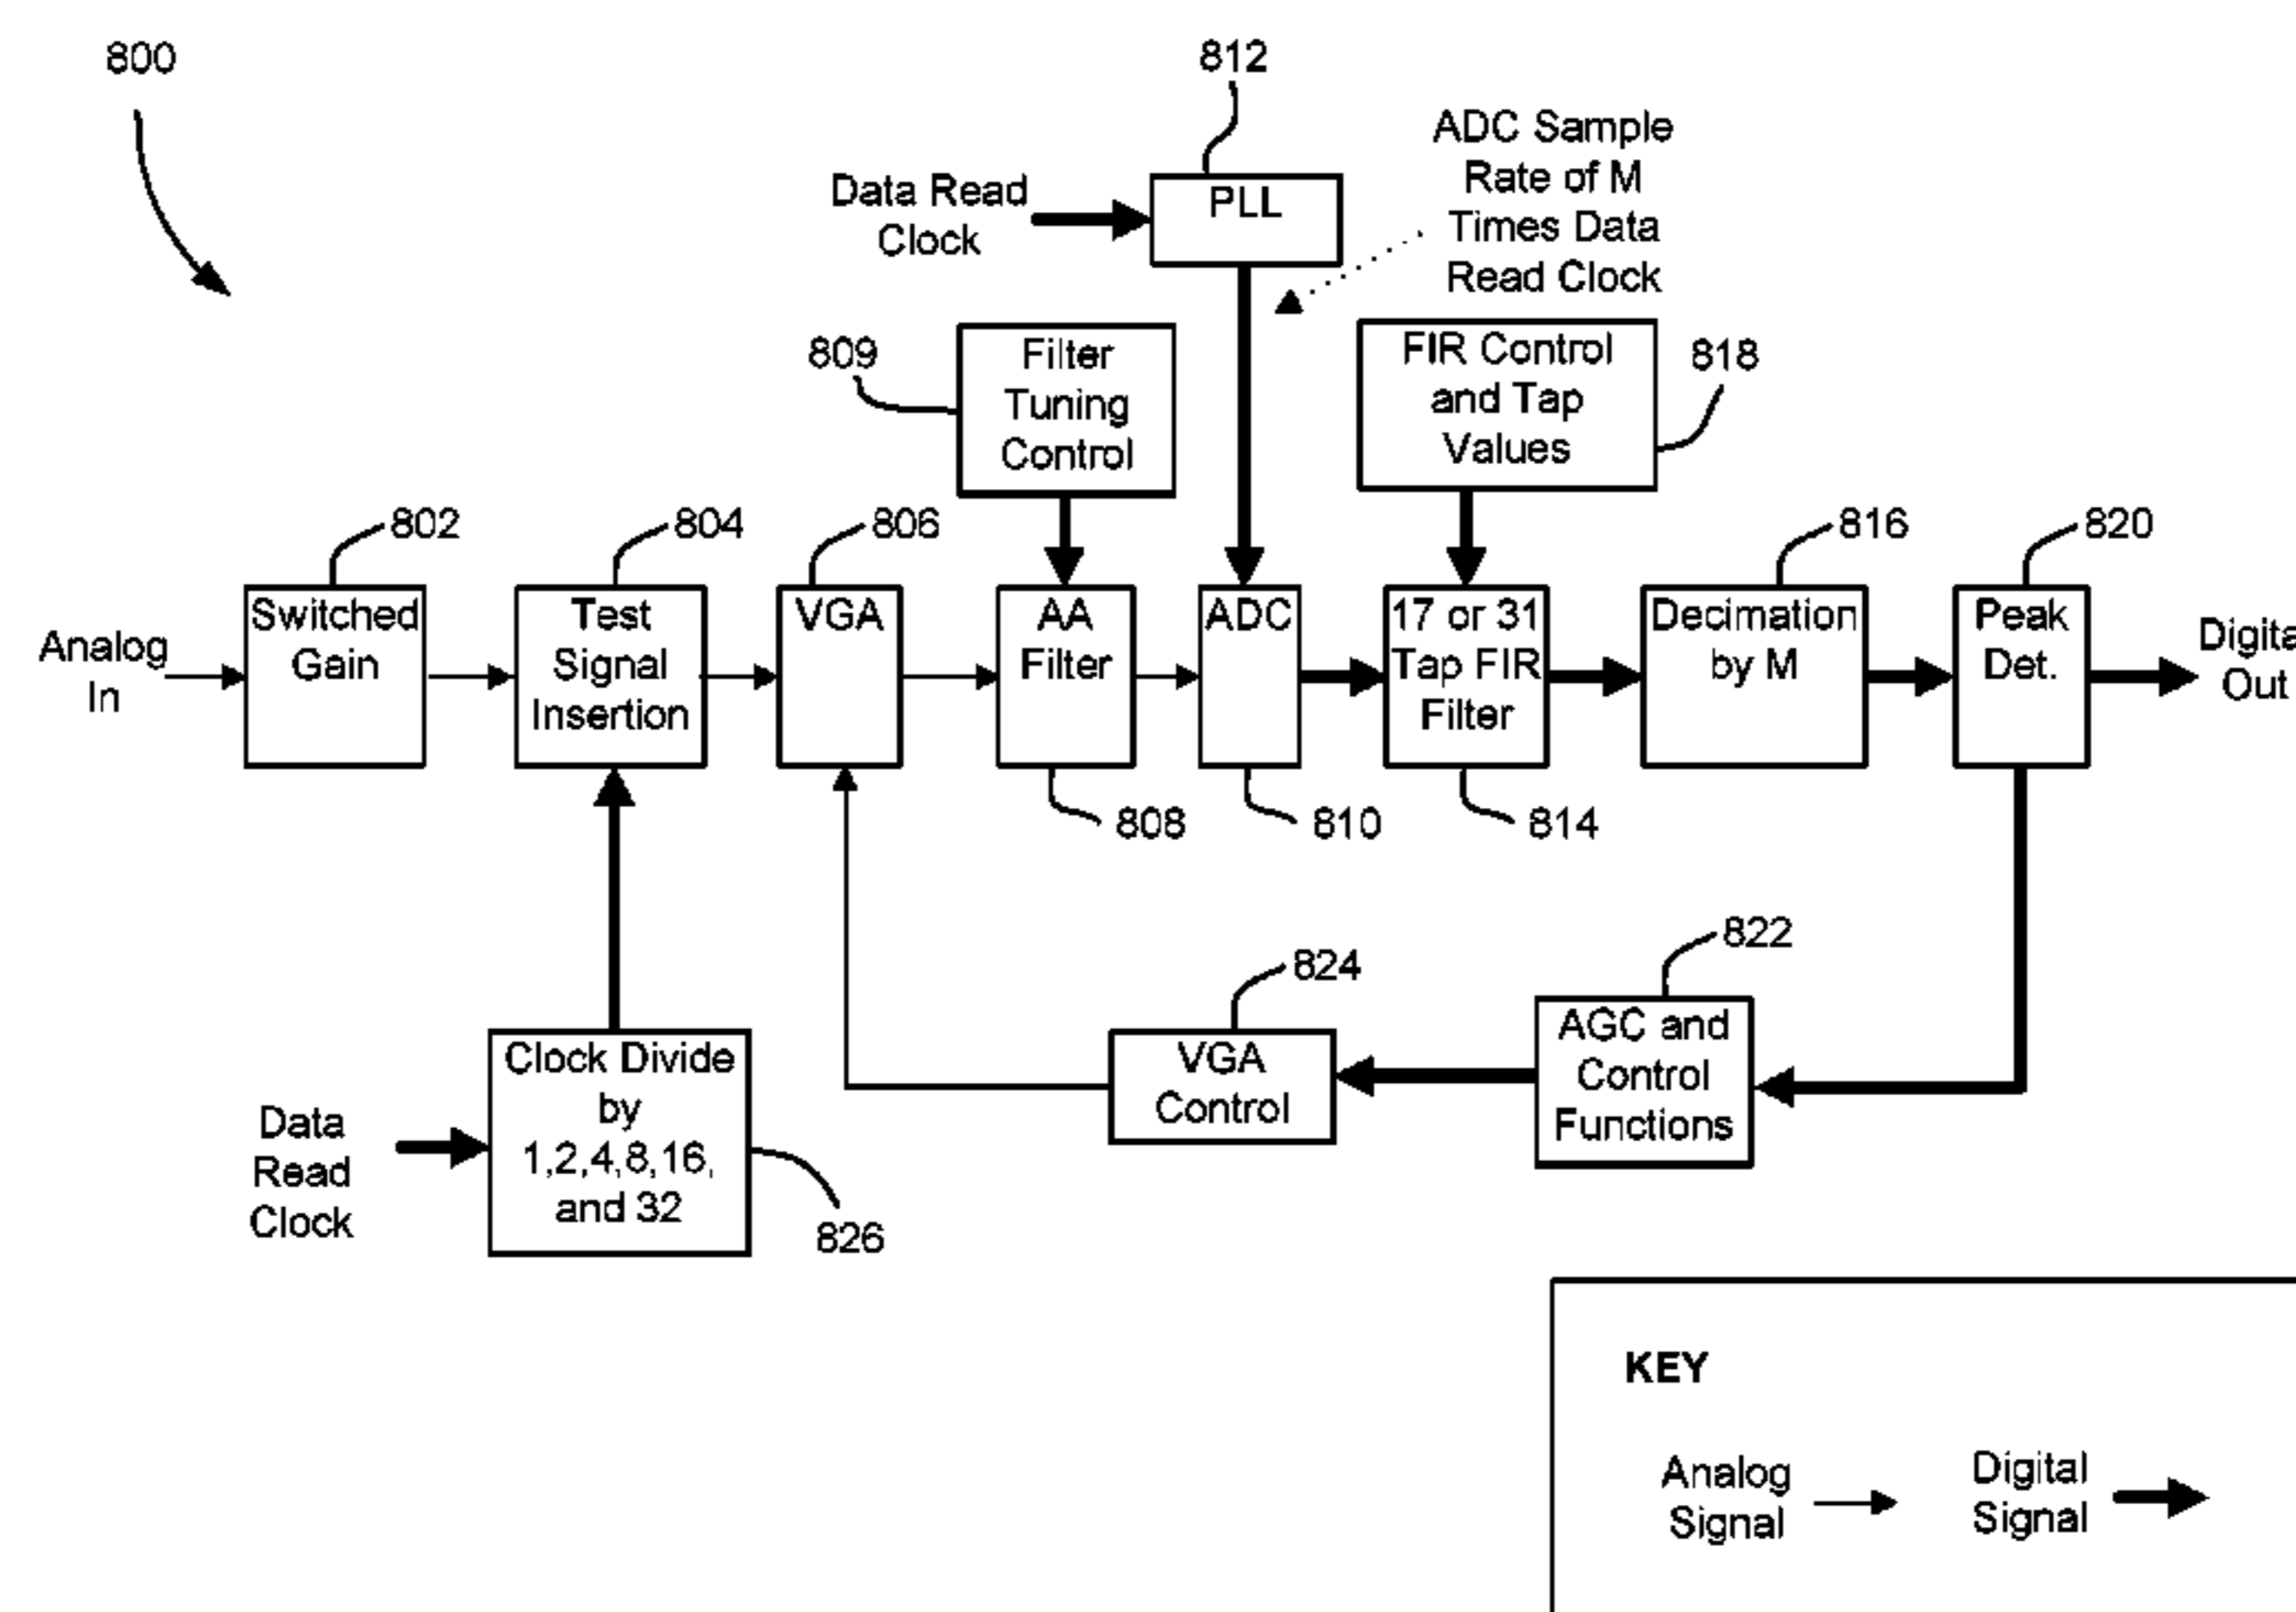 800
812
Data Read
Clock
PLL
ADC Sample
Rate of M
Times Data
Read Clock
809
Filter
Tuning
Control
FIR Control
and Tap
Values
818
802
804
806
816
820
Analog
In
Switched
Gain
Test
Signal
Insertion
VGA
AA
Filter
ADC
17 or 31
Tap FIR
Filter
Decimation
by M
Peak
Det.
Digita
Out
808
810
814
822
824
Data
Read
Clock
Clock Divide
by
1,2,4,8,16,
and 32
826
VGA
Control
AGC and
Control
Functions
KEY
Analog
Signal
Digital
Signal